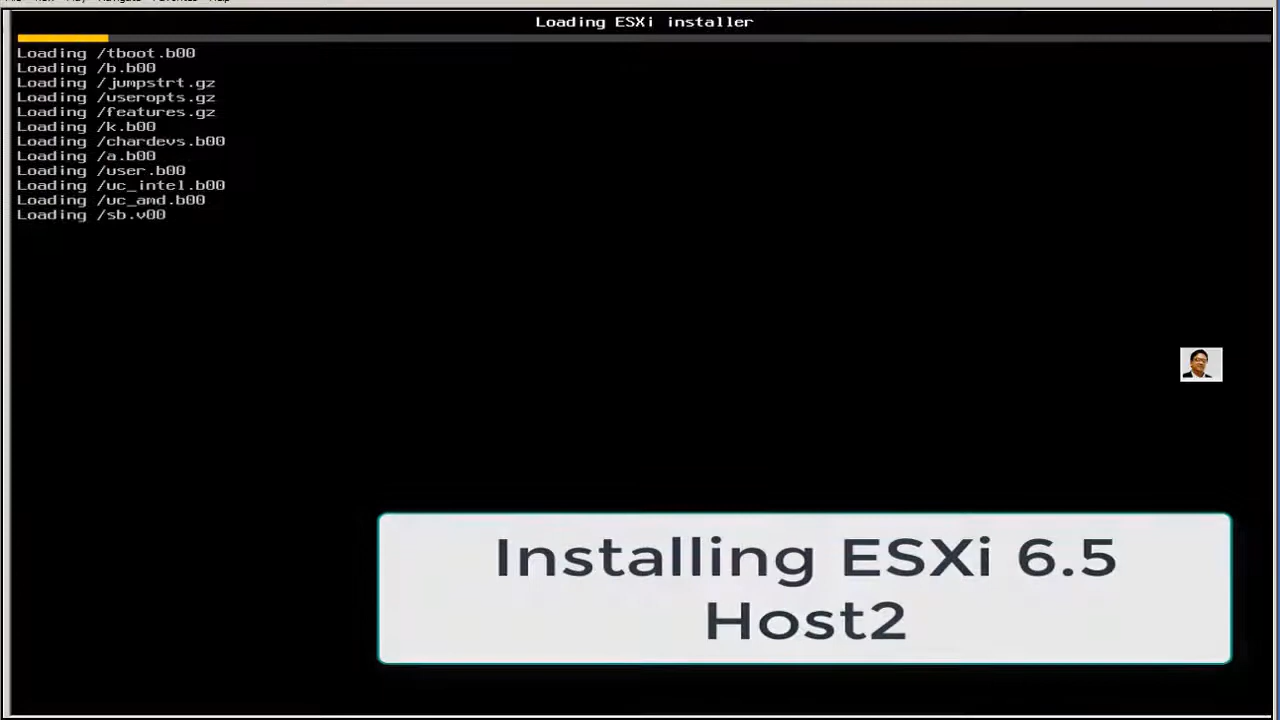 Loading ESXi installer
Loading /tboot.b00
Loading /b.b00
Loading /jumpstrt.gz
Loading /useropts.gz
Loading /features.gz
Loading /k.b00
Loading /chardevs.b00
Loading /a.b00
Loading /user.b00
Loading /uc_intel.b00
Loading /uc_amd.b00
Loading /sb.v00
Installing ESXi 6.5
Host2